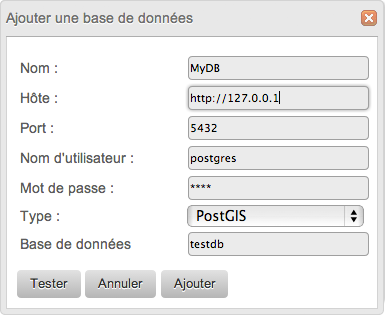 Ajouter une base de données
Nom : MyDB
Hôte : http://127.0.0.1
Port : 5432
Nom d'utilisateur : postgres
Mot de passe : ****
Type : PostGIS
Base de données testdb
Tester Annuler Ajouter